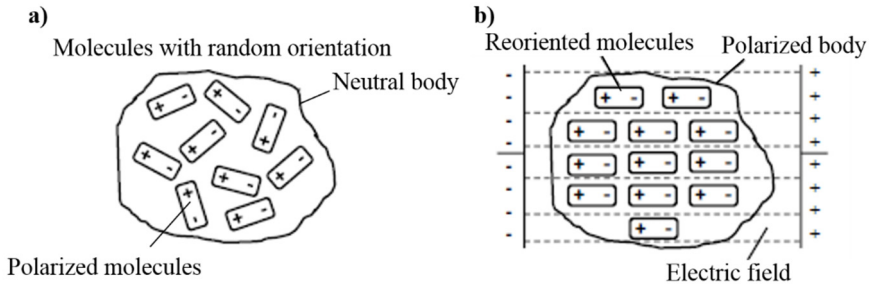 a)
Molecules with random orientation
Neutral body
Polarized molecules
b)
Reoriented molecules
Polarized body
Electric field